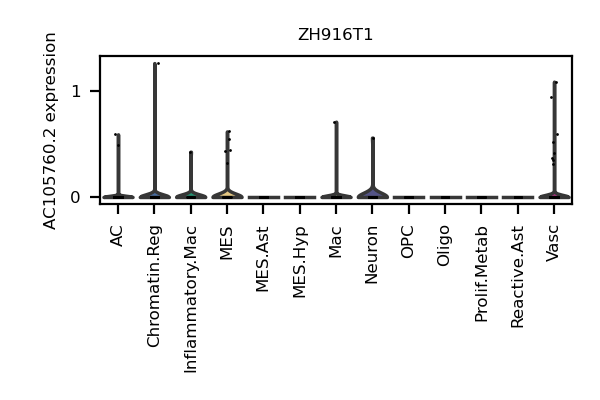 ZH916T1
AC105760.2 expression
1
0
AC
Chromatin.Reg
Inflammatory.Mac
MES
MES.Ast
MES.Hyp
Mac
Neuron
OPC
Oligo
Prolif.Metab
Reactive.Ast
Vasc